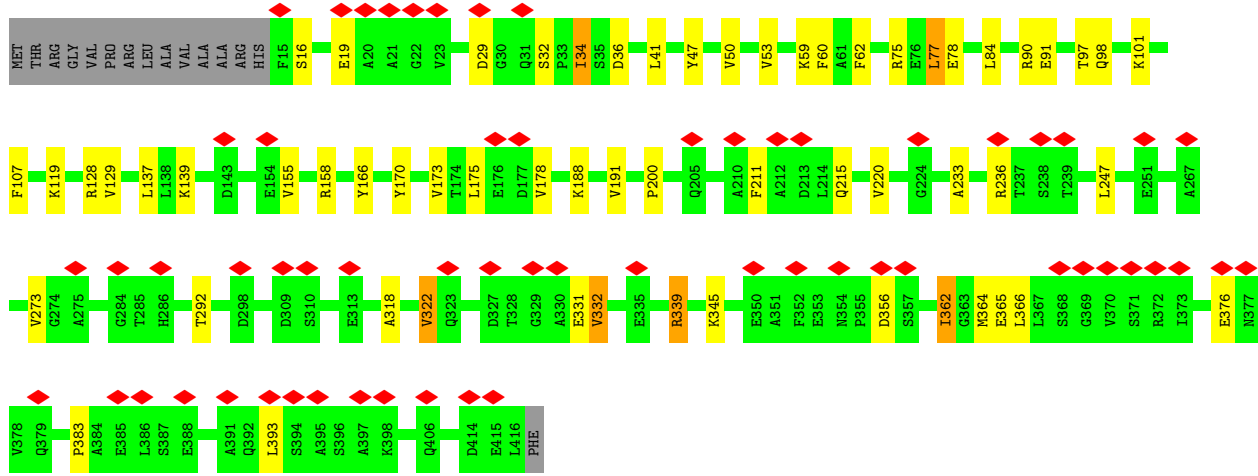 MET THR ARG GLY VAL PRO ARG LEU ALA VAL ALA ALA ARG HIS F15 S16 E19 A20 A21 G22 V23 D29 G30 Q31 S32 P33 I34 S35 D36 L41 Y47 V50 V53 K59 F60 A61 F62 R75 E76 L77 E78 L84 R90 E91 T97 Q98 K101
F107 K119 R128 V129 L137 L138 K139 D143 E154 V155 R158 Y166 Y170 V173 T174 L175 E176 D177 V178 K188 V191 P200 Q205 A210 F211 A212 D213 L214 Q215 V220 G224 A233 R236 T237 S238 T239 L247 E251 A267
V273 G274 A275 G284 T285 H286 T292 D298 D309 S310 E313 A318 V322 Q323 D327 T328 G329 A330 E331 V332 E335 R339 K345 E350 A351 F352 E353 N354 P355 D356 S357 I362 G363 M364 E365 L366 L367 S368 G369 V370 S371 R372 I373 E376 N377
V378 Q379 P383 A384 E385 L386 S387 E388 A391 Q392 L393 S394 A395 S396 A397 K398 Q406 D414 E415 L416 PHE